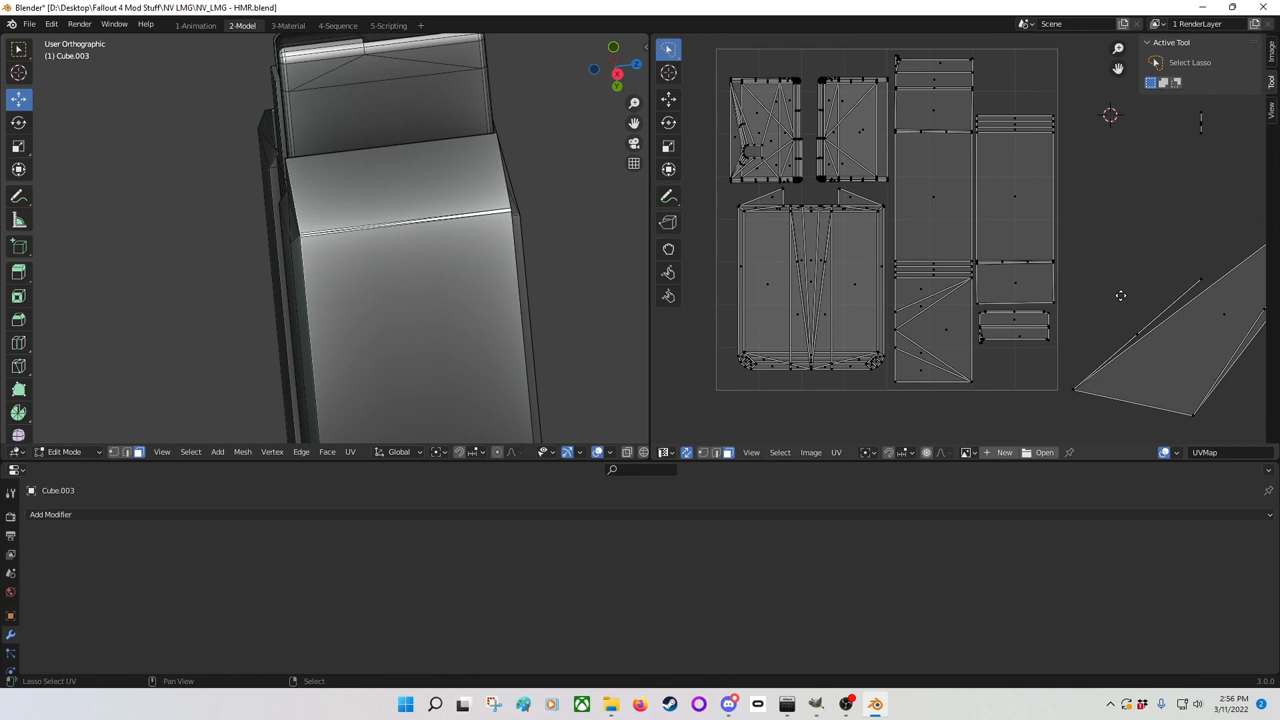 Blender* [D:\Desktop\Fallout 4 Mod Stuff\NV LMG\NV_LMG - HMR.blend]
File Edit Render Window Help 1-Animation 2-Model 3-Material 4-Sequence 5-Scripting + Scene 1 RenderLayer
User Orthographic
(1) Cube.003
Active Tool
Select Lasso
Image
Tool
View
Edit Mode View Select Add Mesh Vertex Edge Face UV Global View Select Image UV New Open UVMap
Cube.003
Add Modifier
Lasso Select UV Pan View Select 3.0.0
2:56 PM
3/11/2022